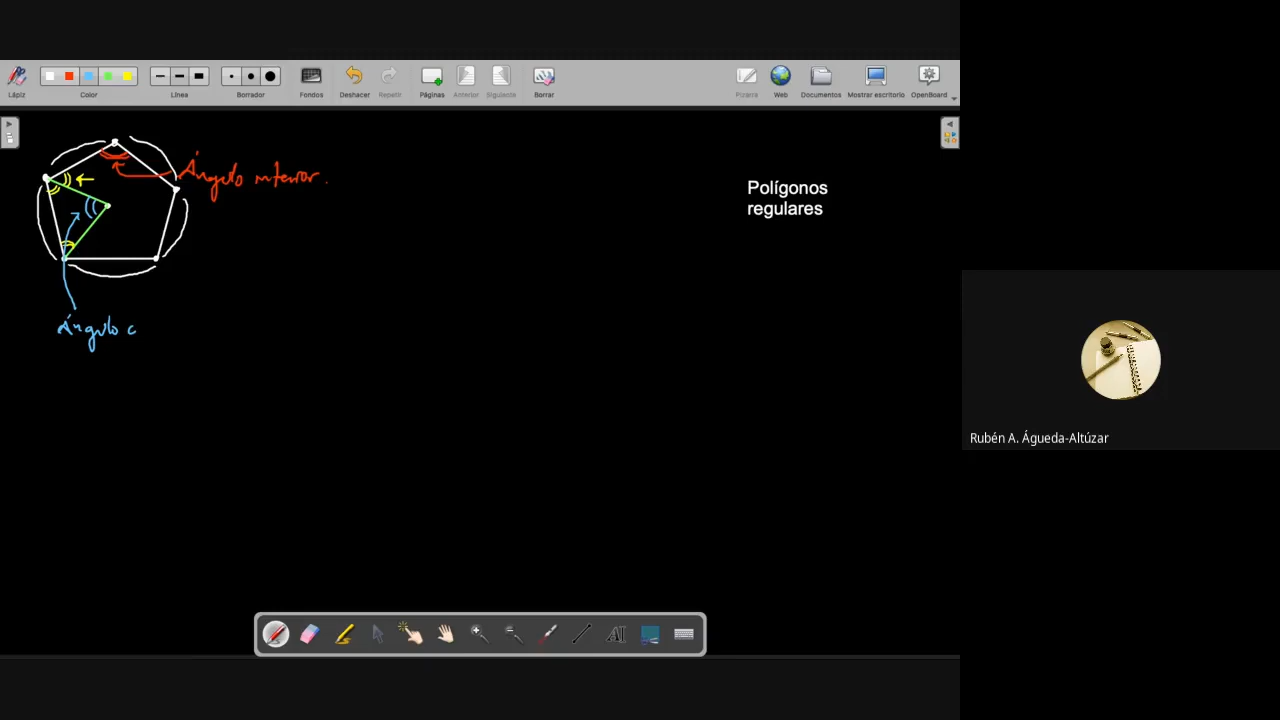 Lápiz
Color
Línea
Borrador
Fondos
Deshacer
Repetir
Páginas
Anterior
Siguiente
Borrar
Pizarra
Web
Documentos
Mostrar escritorio
OpenBoard
Ángulo interior.
Polígonos
regulares
Ángulo c
AI
Rubén A. Águeda-Altúzar